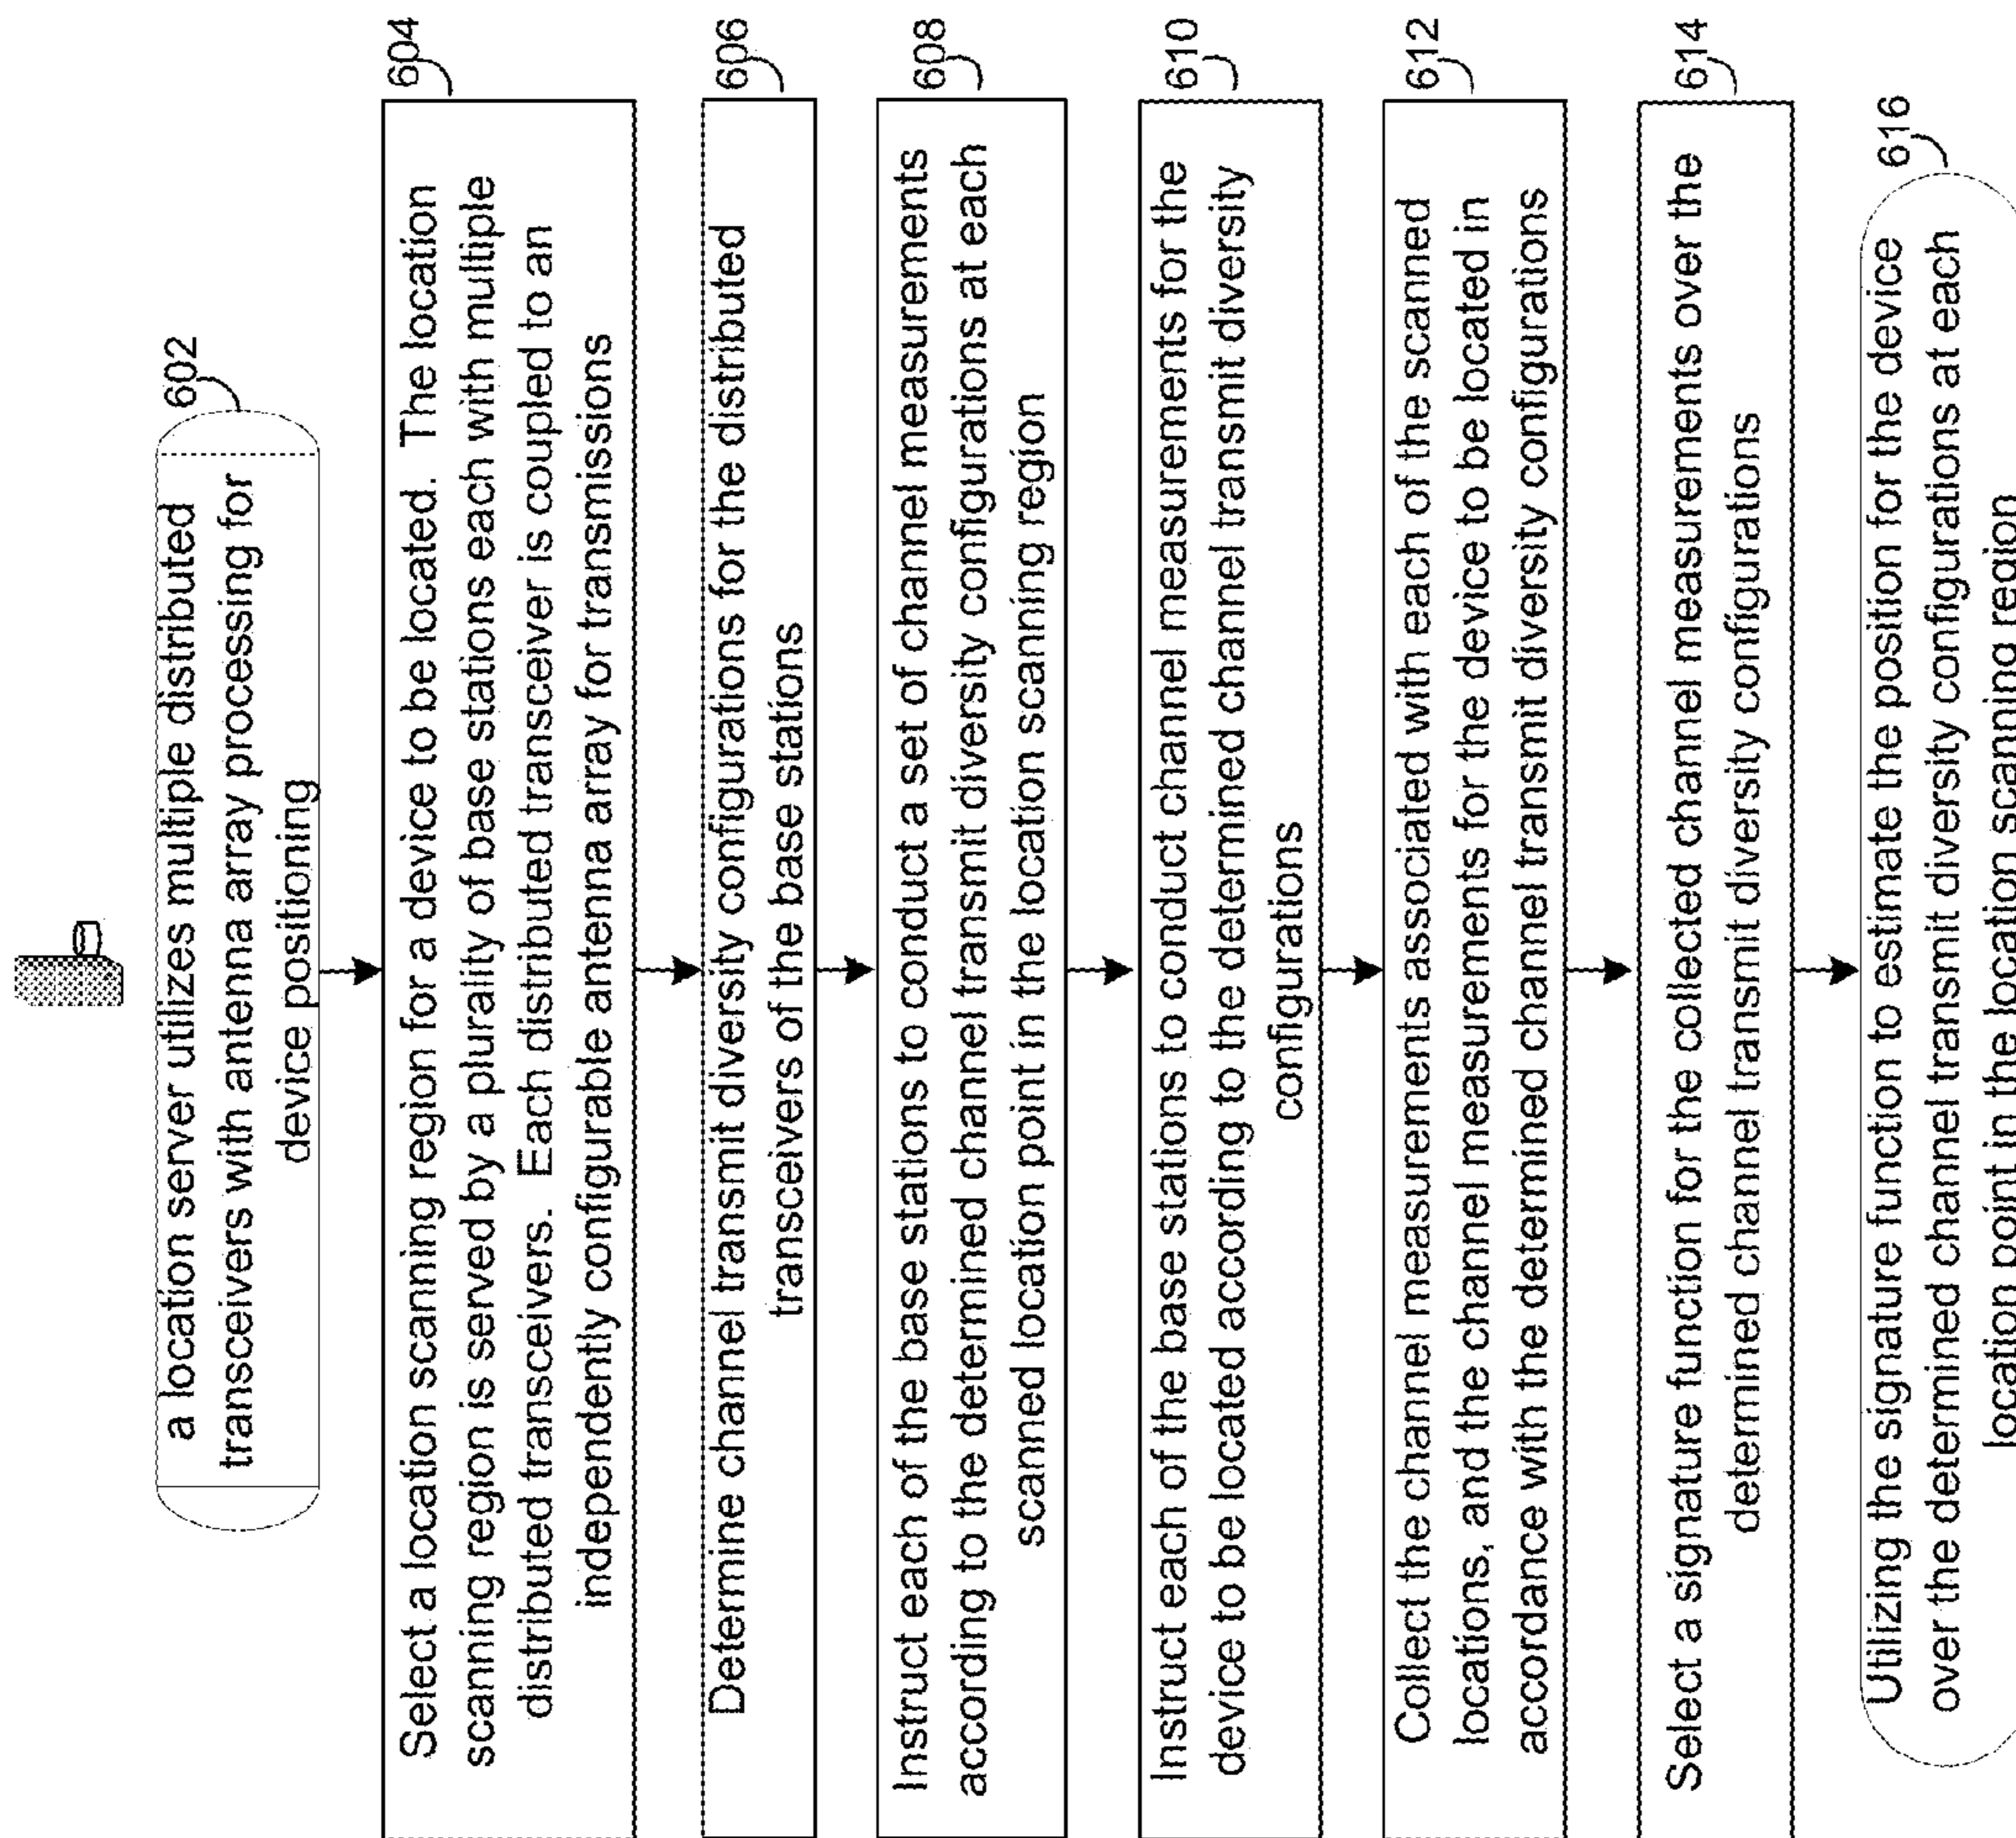 602
a location server utilizes multiple distributed
transceivers with antenna array processing for
device positioning
604
Select a location scanning region for a device to be located. The location
scanning region is served by a plurality of base stations each with multiple
distributed transceivers. Each distributed transceiver is coupled to an
independently configurable antenna array for transmissions
606
Determine channel transmit diversity configurations for the distributed
transceivers of the base stations
608
Instruct each of the base stations to conduct a set of channel measurements
according to the determined channel transmit diversity configurations at each
scanned location point in the location scanning region
610
Instruct each of the base stations to conduct channel measurements for the
device to be located according to the determined channel transmit diversity
configurations
612
Collect the channel measurements associated with each of the scanned
locations, and the channel measurements for the device to be located in
accordance with the determined channel transmit diversity configurations
614
Select a signature function for the collected channel measurements over the
determined channel transmit diversity configurations
616
Utilizing the signature function to estimate the position for the device
over the determined channel transmit diversity configurations at each
location point in the location scanning region